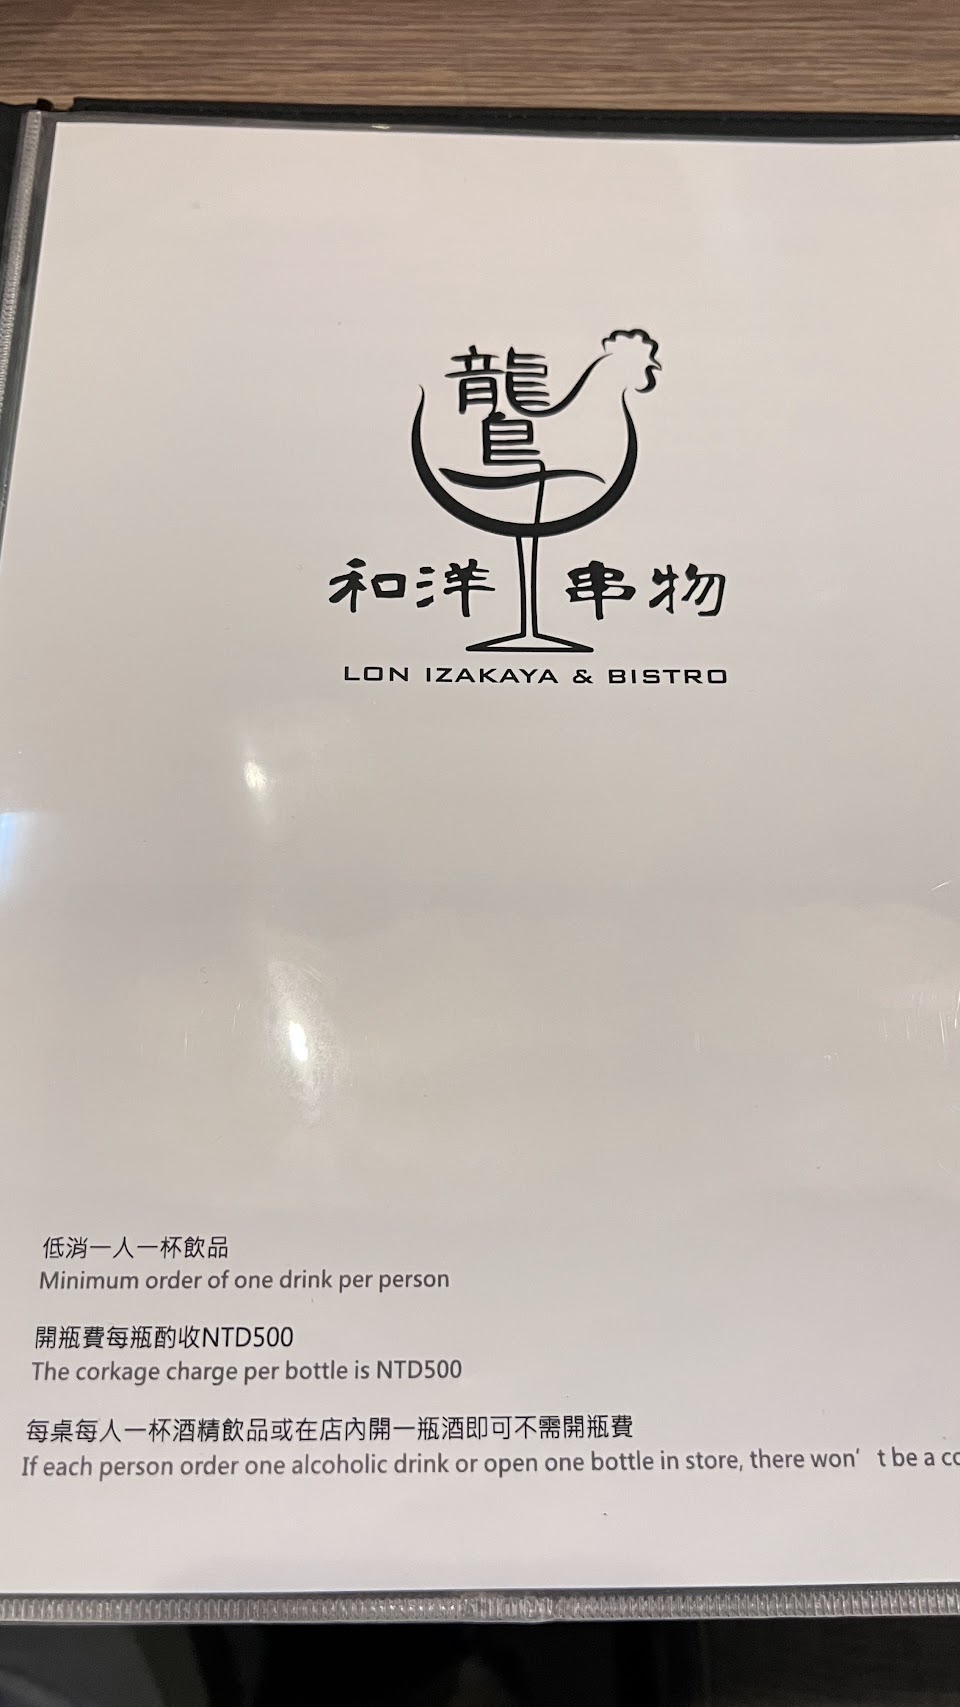 龍鳥
和洋串物
LON IZAKAYA & BISTRO
低消一人一杯飲品
Minimum order of one drink per person
開瓶費每瓶酌收NTD500
The corkage charge per bottle is NTD500
每桌每人一杯酒精飲品或在店內開一瓶酒即可不需開瓶費
If each person order one alcoholic drink or open one bottle in store, there won't be a